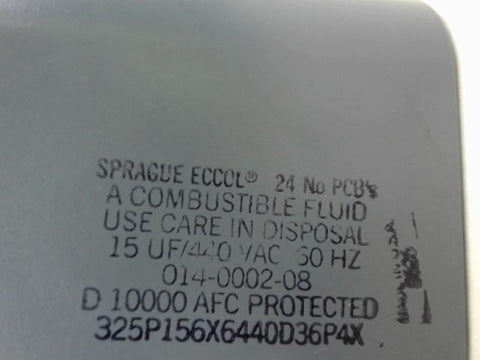 SPRAGUE ECCOL® 24 No PCB's
A COMBUSTIBLE FLUID
USE CARE IN DISPOSAL
15 UF/440 VAC 60 HZ
014-0002-08
D 10000 AFC PROTECTED
325P156X6440D36P4X